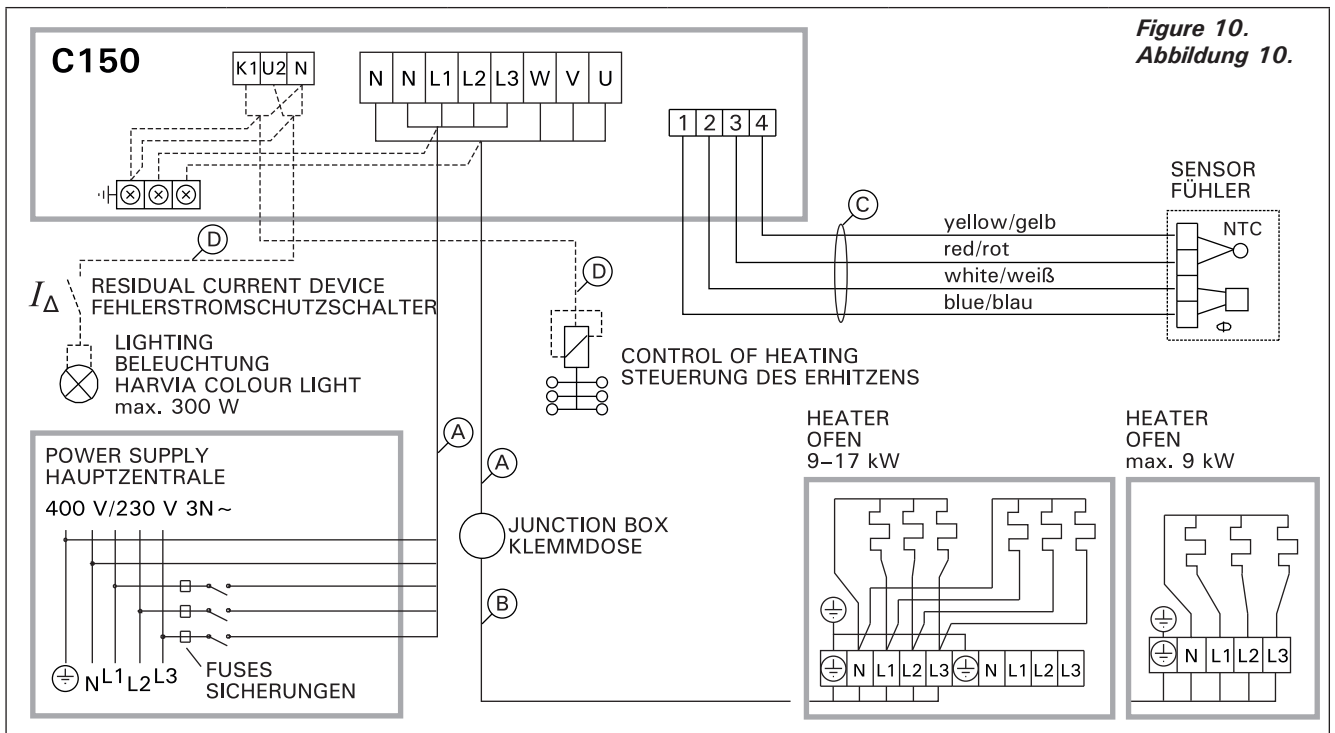 Figure 10.
Abbildung 10.
C150
K1 U2 N
N N L1 L2 L3 W V U
1 2 3 4
SENSOR
FÜHLER
C
yellow/gelb
NTC
red/rot
white/weiß
blue/blau
Φ
D
D
I∆
RESIDUAL CURRENT DEVICE
FEHLERSTROMSCHUTZSCHALTER
LIGHTING
BELEUCHTUNG
HARVIA COLOUR LIGHT
max. 300 W
CONTROL OF HEATING
STEUERUNG DES ERHITZENS
A
A
HEATER
OFEN
9–17 kW
HEATER
OFEN
max. 9 kW
POWER SUPPLY
HAUPTZENTRALE
400 V/230 V 3N~
JUNCTION BOX
KLEMMDOSE
B
N L1 L2 L3
FUSES
SICHERUNGEN
N L1 L2 L3 N L1 L2 L3
N L1 L2 L3